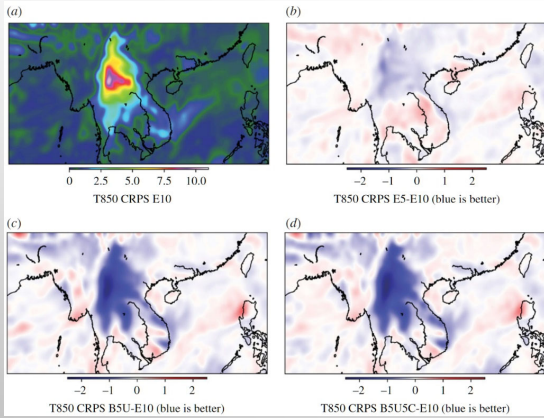 (a)
(b)
0 2.5 5.0 7.5 10.0
T850 CRPS E10
−2 −1 0 1 2
T850 CRPS E5-E10 (blue is better)
(c)
(d)
−2 −1 0 1 2
T850 CRPS B5U-E10 (blue is better)
−2 −1 0 1 2
T850 CRPS B5U5C-E10 (blue is better)